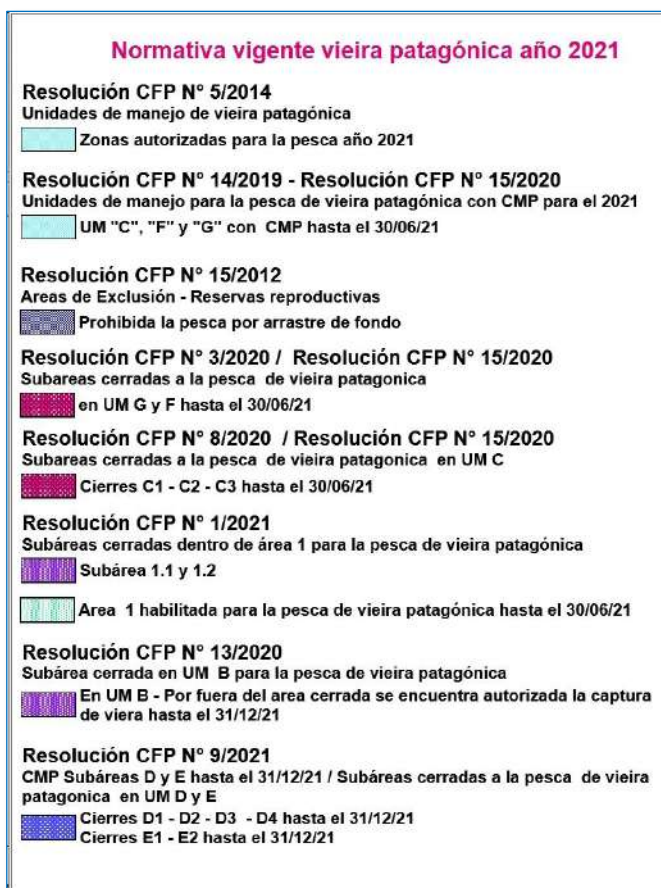 Normativa vigente vieira patagónica año 2021
Resolución CFP N° 5/2014
Unidades de manejo de vieira patagónica
Zonas autorizadas para la pesca año 2021
Resolución CFP N° 14/2019 - Resolución CFP N° 15/2020
Unidades de manejo para la pesca de vieira patagónica con CMP para el 2021
UM "C", "F" y "G" con CMP hasta el 30/06/21
Resolución CFP N° 15/2012
Areas de Exclusión - Reservas reproductivas
Prohibida la pesca por arrastre de fondo
Resolución CFP N° 3/2020 / Resolución CFP N° 15/2020
Subareas cerradas a la pesca de vieira patagonica
en UM G y F hasta el 30/06/21
Resolución CFP N° 8/2020 / Resolución CFP N° 15/2020
Subareas cerradas a la pesca de vieira patagonica en UM C
Cierres C1 - C2 - C3 hasta el 30/06/21
Resolución CFP N° 1/2021
Subáreas cerradas dentro de área 1 para la pesca de vieira patagónica
Subárea 1.1 y 1.2
Area 1 habilitada para la pesca de vieira patagónica hasta el 30/06/21
Resolución CFP N° 13/2020
Subárea cerrada en UM B para la pesca de vieira patagónica
En UM B - Por fuera del area cerrada se encuentra autorizada la captura
de viera hasta el 31/12/21
Resolución CFP N° 9/2021
CMP Subáreas D y E hasta el 31/12/21 / Subáreas cerradas a la pesca de vieira
patagonica en UM D y E
Cierres D1 - D2 - D3 - D4 hasta el 31/12/21
Cierres E1 - E2 hasta el 31/12/21